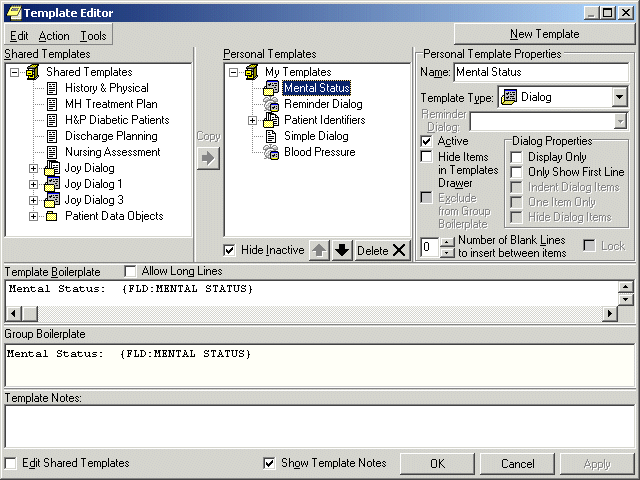 Template Editor
Edit Action Tools
New Template
Shared Templates
Shared Templates
History & Physical
MH Treatment Plan
H&P Diabetic Patients
Discharge Planning
Nursing Assessment
Joy Dialog
Joy Dialog 1
Joy Dialog 3
Patient Data Objects
Copy
Personal Templates
My Templates
Mental Status
Reminder Dialog
Patient Identifiers
Simple Dialog
Blood Pressure
Hide Inactive
Delete
Personal Template Properties
Name: Mental Status
Template Type: Dialog
Reminder
Dialog:
Active
Hide Items
in Templates
Drawer
Exclude
from Group
Boilerplate
Dialog Properties
Display Only
Only Show First Line
Indent Dialog Items
One Item Only
Hide Dialog Items
0 Number of Blank Lines
to insert between items
Lock
Template Boilerplate Allow Long Lines
Mental Status: {FLD:MENTAL STATUS}
Group Boilerplate
Mental Status: {FLD:MENTAL STATUS}
Template Notes:
Edit Shared Templates Show Template Notes OK Cancel Apply